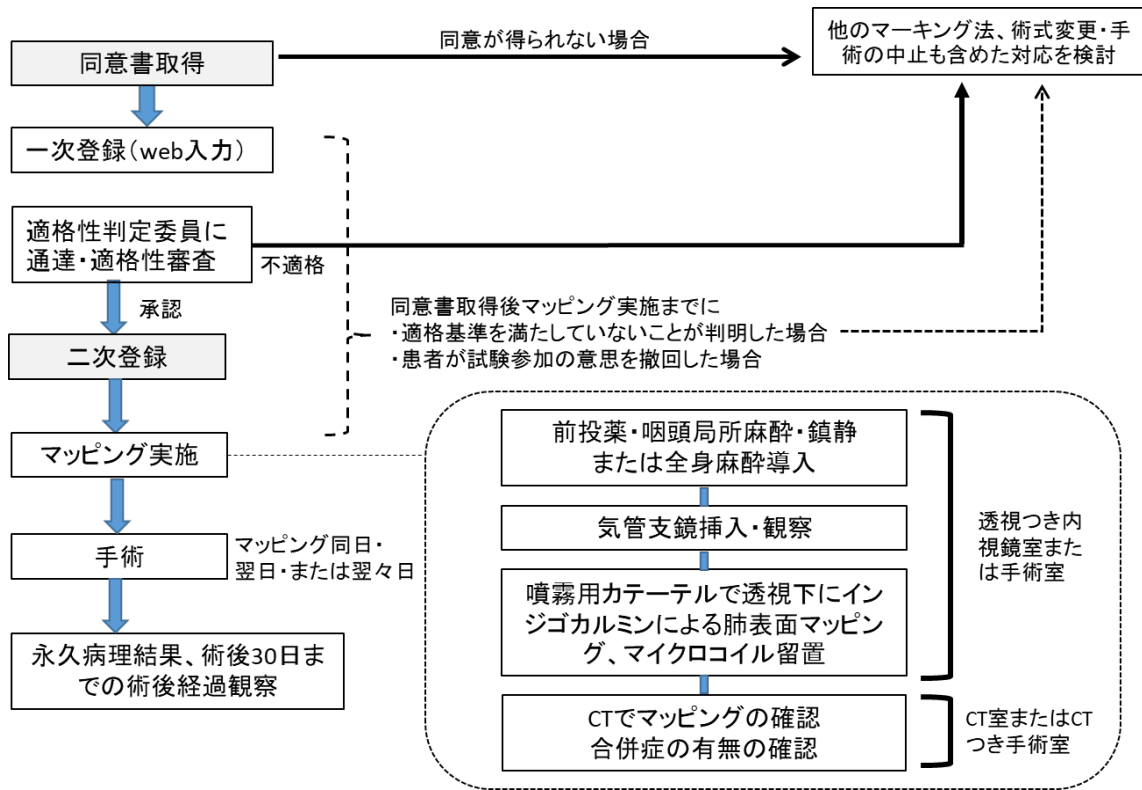 同意書取得
同意が得られない場合
他のマーキング法、術式変更・手
術の中止も含めた対応を検討
一次登録（web入力）
適格性判定委員に
通達・適格性審査
不適格
承認
同意書取得後マッピング実施までに
・適格基準を満たしていないことが判明した場合
・患者が試験参加の意思を撤回した場合
二次登録
マッピング実施
手術
マッピング同日・
翌日・または翌々日
永久病理結果、術後30日ま
での術後経過観察
前投薬・咽頭局所麻酔・鎮静
または全身麻酔導入
気管支鏡挿入・観察
噴霧用カテーテルで透視下にイン
ジゴカルミンによる肺表面マッピン
グ、マイクロコイル留置
透視つき内
視鏡室また
は手術室
CTでマッピングの確認
合併症の有無の確認
CT室またはCT
つき手術室